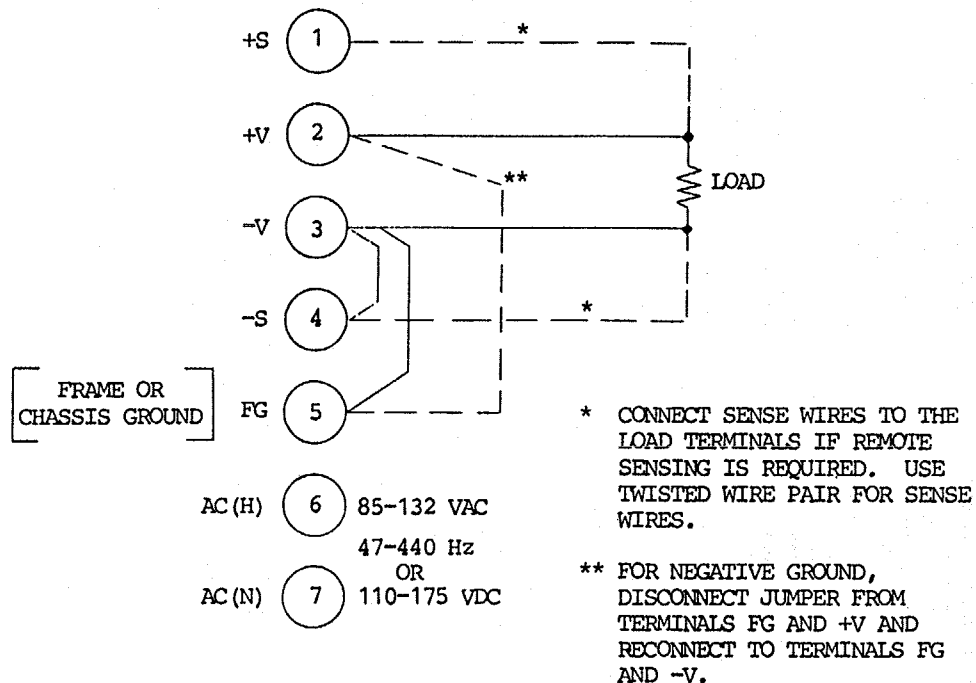 +S 1 *
+V 2
** LOAD
-V 3
-S 4 *
FRAME OR
CHASSIS GROUND
FG 5
* CONNECT SENSE WIRES TO THE
LOAD TERMINALS IF REMOTE
SENSING IS REQUIRED. USE
TWISTED WIRE PAIR FOR SENSE
WIRES.
AC(H) 6 85-132 VAC
47-440 Hz
OR
AC(N) 7 110-175 VDC
** FOR NEGATIVE GROUND,
DISCONNECT JUMPER FROM
TERMINALS FG AND +V AND
RECONNECT TO TERMINALS FG
AND -V.